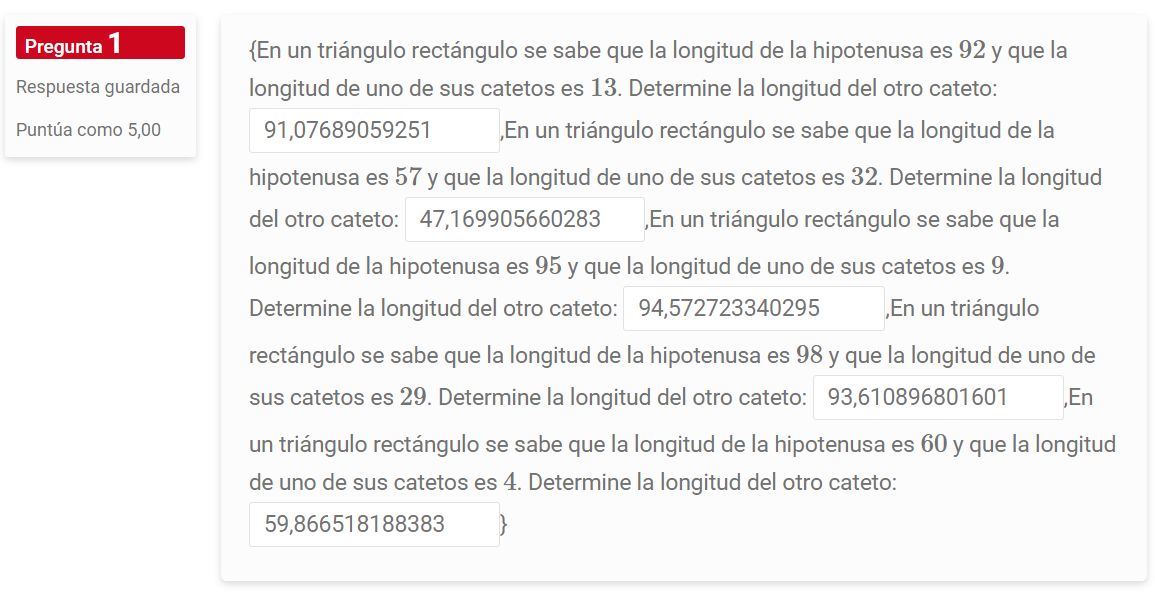 Pregunta 1
Respuesta guardada
Puntúa como 5,00
{En un triángulo rectángulo se sabe que la longitud de la hipotenusa es 92 y que la
longitud de uno de sus catetos es 13. Determine la longitud del otro cateto:
91,07689059251 ,En un triángulo rectángulo se sabe que la longitud de la
hipotenusa es 57 y que la longitud de uno de sus catetos es 32. Determine la longitud
del otro cateto: 47,169905660283 ,En un triángulo rectángulo se sabe que la
longitud de la hipotenusa es 95 y que la longitud de uno de sus catetos es 9.
Determine la longitud del otro cateto: 94,572723340295 ,En un triángulo
rectángulo se sabe que la longitud de la hipotenusa es 98 y que la longitud de uno de
sus catetos es 29. Determine la longitud del otro cateto: 93,610896801601 ,En
un triángulo rectángulo se sabe que la longitud de la hipotenusa es 60 y que la longitud
de uno de sus catetos es 4. Determine la longitud del otro cateto:
59,866518188383 }